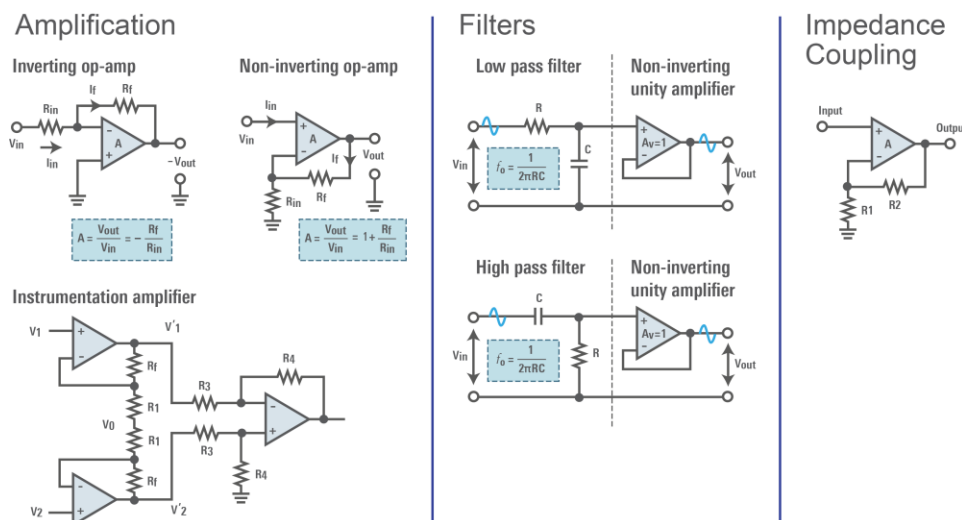 Amplification
Inverting op-amp
If
Rf
Rin
Vin
Iin
-
+
A
-Vout
A = Vout/Vin = - Rf/Rin
Non-inverting op-amp
Iin
Vin
+
-
A
If
Vout
Rf
Rin
A = Vout/Vin = 1+ Rf/Rin
Instrumentation amplifier
V1
+
-
V'1
Rf
R1
V0
R1
Rf
R3
R3
R4
-
+
R4
-
+
V2
V'2
Filters
Low pass filter
R
C
Vin
fo = 1/2πRC
Non-inverting
unity amplifier
+
Av=1
-
Vout
High pass filter
C
R
Vin
fo = 1/2πRC
Non-inverting
unity amplifier
+
Av=1
-
Vout
Impedance
Coupling
Input
+
-
A
Output
R1
R2